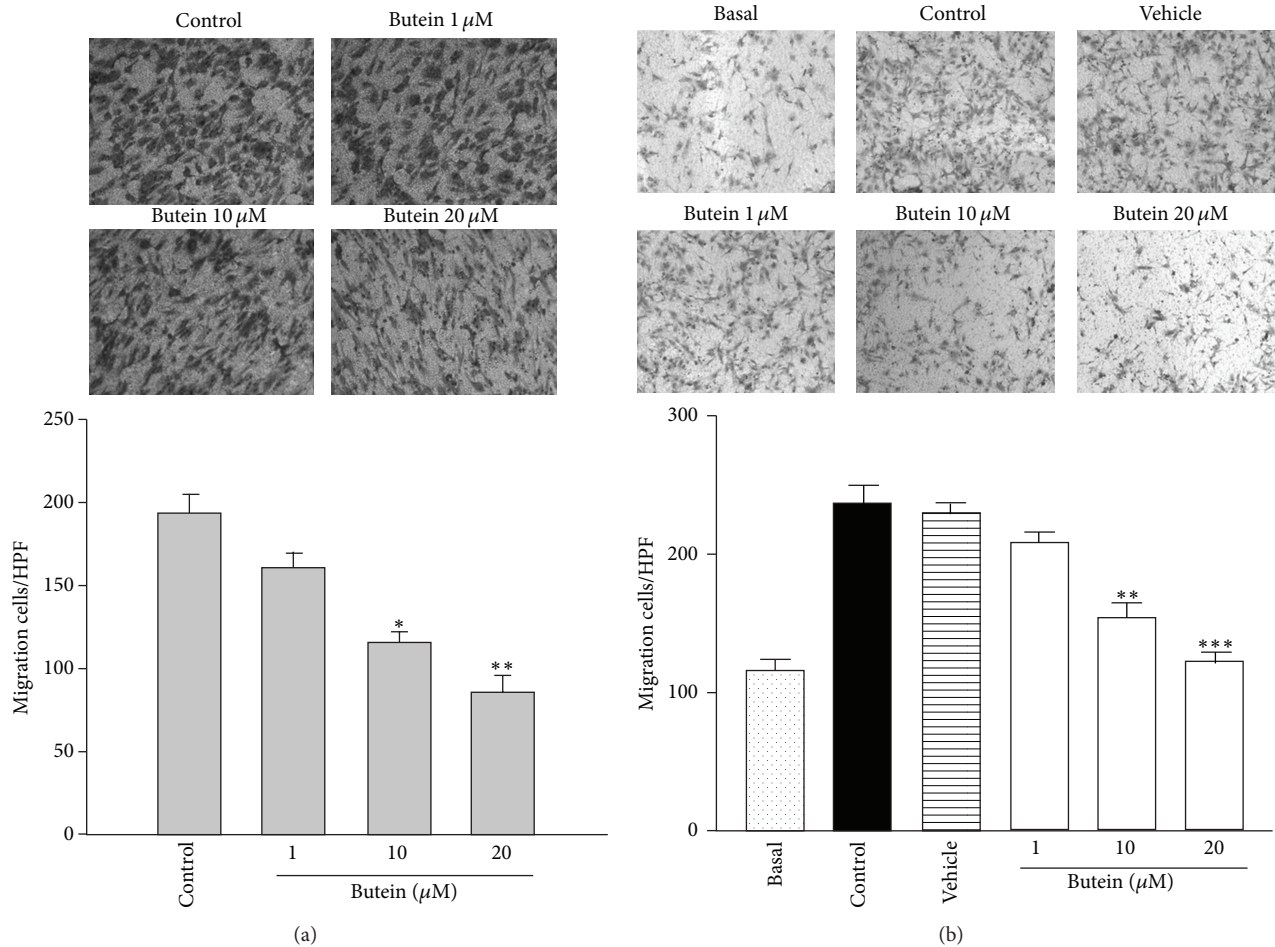 Control Butein 1 μM
Butein 10 μM Butein 20 μM
250
200
150
100
50
0
Migration cells/HPF
*
**
Control
1 10 20
Butein (μM)
(a)
Basal Control Vehicle
Butein 1 μM Butein 10 μM Butein 20 μM
300
200
100
0
Migration cells/HPF
**
***
Basal
Control
Vehicle
1 10 20
Butein (μM)
(b)